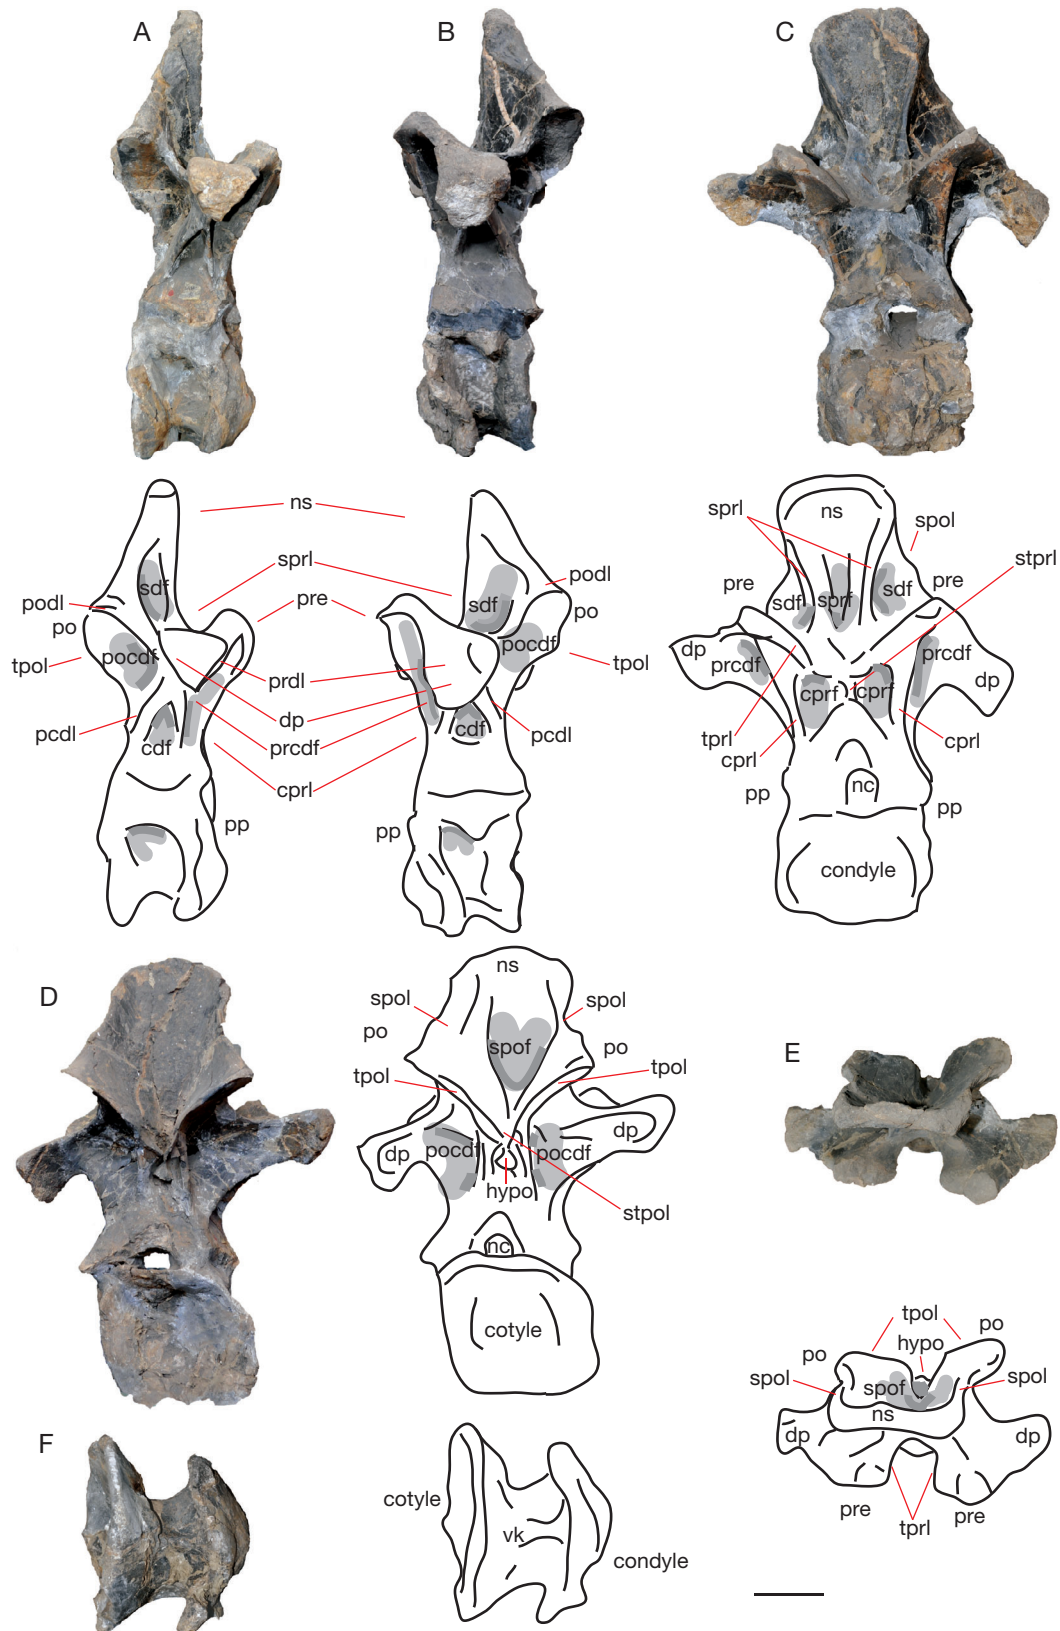 A
B
C
ns
sprl
ns
spol
sprl
stprl
podl
sdf
podl
pre
pre
po
pre
sdf
po
sdf
sprf
sdf
po
pocdf
tpol
prdl
pocdf
tpol
dp
prcdf
prcdf
dp
dp
cprf
cprf
pcdl
cdf
prcdf
cdf
pcdl
tprl
cprl
cprl
cprl
pp
pp
pp
nc
pp
condyle
D
ns
spol
spol
E
po
spof
po
tpol
tpol
dp
pocdf
pocdf
dp
hypo
stpol
nc
cotyle
tpol
po
hypo
po
spol
spof
spol
ns
dp
dp
F
cotyle
vk
condyle
pre
tprl
pre